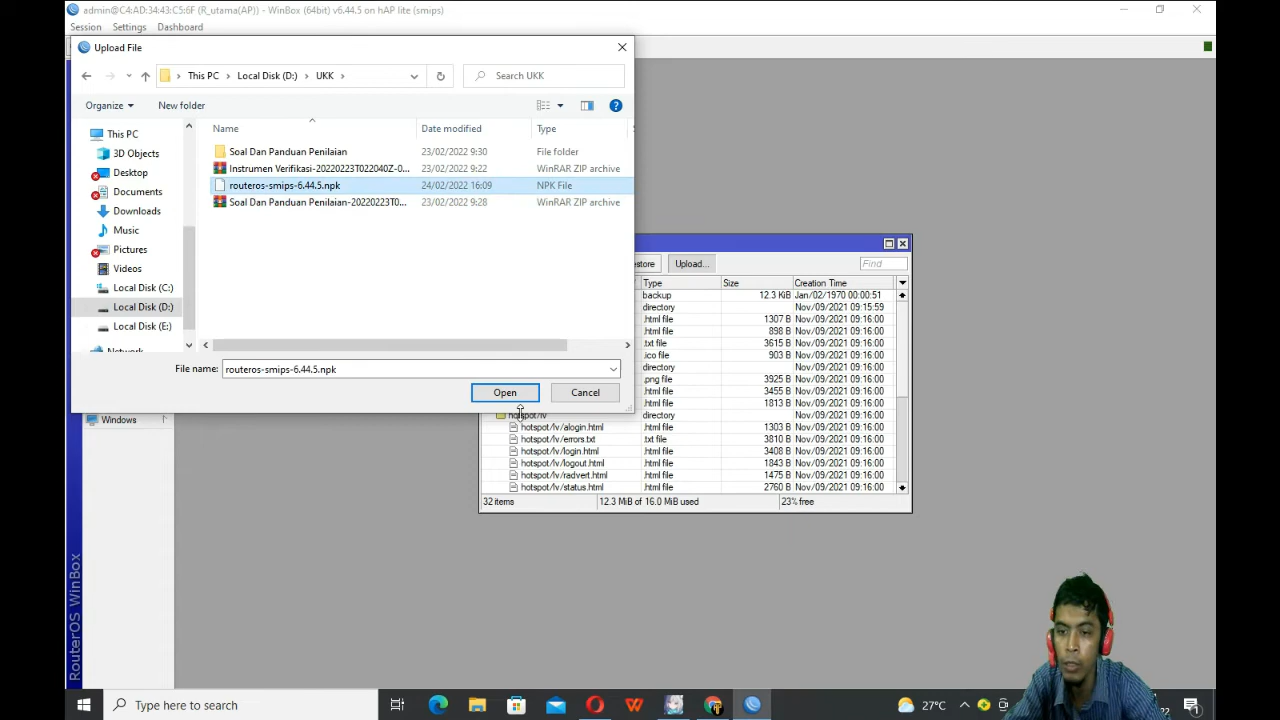 admin@C4:AD:34:43:C5:6F (R_utama(AP)) - WinBox (64bit) v6.44.5 on hAP lite (smips)
Session Settings Dashboard
Upload File
This PC Local Disk (D:) UKK
Search UKK
Organize New folder
Name Date modified Type
This PC
3D Objects
Desktop
Documents
Downloads
Music
Pictures
Videos
Local Disk (C:)
Local Disk (D:)
Local Disk (E:)
Network
Soal Dan Panduan Penilaian 23/02/2022 9:30 File folder
Instrumen Verifikasi-20220223T022040Z-0... 23/02/2022 9:22 WinRAR ZIP archive
routeros-smips-6.44.5.npk 24/02/2022 16:09 NPK File
Soal Dan Panduan Penilaian-20220223T0... 23/02/2022 9:28 WinRAR ZIP archive
File name: routeros-smips-6.44.5.npk
Open Cancel
Windows
Upload... Find
Type Size Creation Time
backup 12.3 KiB Jan/02/1970 00:00:51
directory Nov/09/2021 09:15:59
.html file 1307 B Nov/09/2021 09:16:00
.html file 898 B Nov/09/2021 09:16:00
.txt file 3615 B Nov/09/2021 09:16:00
.ico file 903 B Nov/09/2021 09:16:00
directory Nov/09/2021 09:16:00
.png file 3925 B Nov/09/2021 09:16:00
.html file 3455 B Nov/09/2021 09:16:00
.html file 1813 B Nov/09/2021 09:16:00
hotspot/lv directory Nov/09/2021 09:16:00
hotspot/lv/alogin.html .html file 1303 B Nov/09/2021 09:16:00
hotspot/lv/errors.txt .txt file 3810 B Nov/09/2021 09:16:00
hotspot/lv/login.html .html file 3408 B Nov/09/2021 09:16:00
hotspot/lv/logout.html .html file 1843 B Nov/09/2021 09:16:00
hotspot/lv/radvert.html .html file 1475 B Nov/09/2021 09:16:00
hotspot/lv/status.html .html file 2760 B Nov/09/2021 09:16:00
32 items 12.3 MiB of 16.0 MiB used 23% free
RouterOS WinBox
Type here to search
27°C